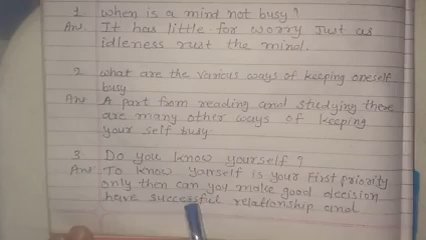 1 when is a mind not busy?
Ans. It has little for worry Just as
idleness rust the mind.
2 what are the various ways of keeping oneself
busy
Ans A part from reading and studying there
are many other ways of keeping
your self busy
3 Do you know yourself?
Ans To know yourself is your First priority
only then can you make good decision
have successful relationship and